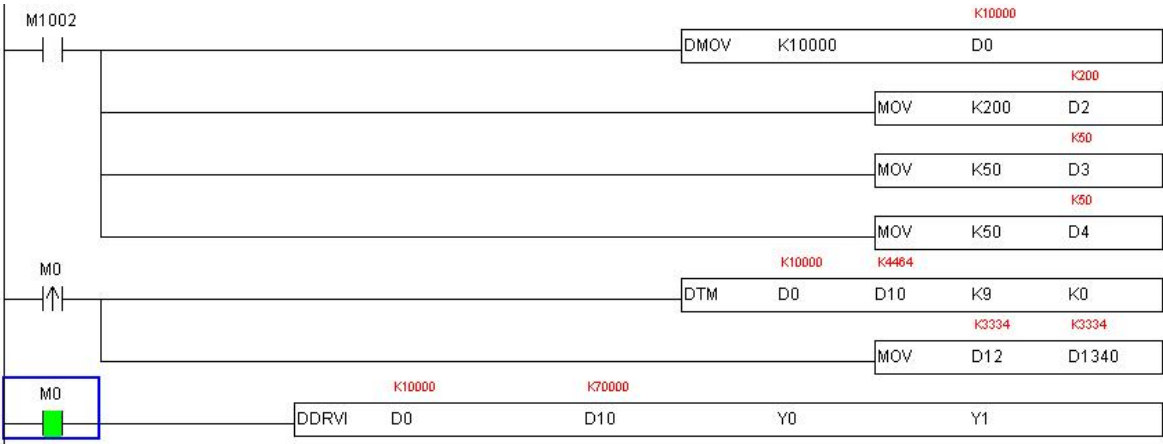 M1002
K10000
DMOV K10000 D0
K200
MOV K200 D2
K50
MOV K50 D3
K50
MOV K50 D4
M0
K10000 K4464
DTM D0 D10 K9 K0
K3334 K3334
MOV D12 D1340
M0
K10000 K70000
DDRVI D0 D10 Y0 Y1